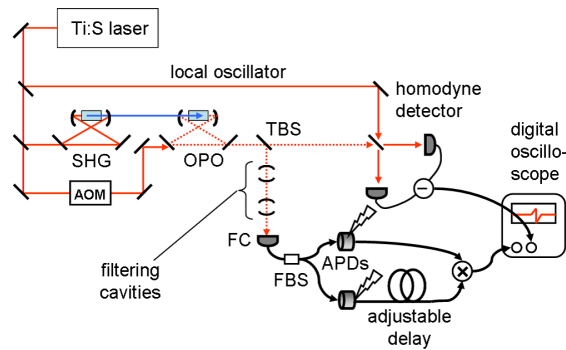 Ti:S laser
local oscillator
homodyne
detector
digital
oscillo-
scope
SHG
OPO
TBS
AOM
filtering
cavities
FC
FBS
APDs
adjustable
delay